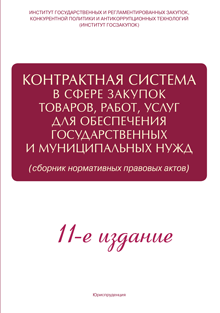 ИНСТИТУТ ГОСУДАРСТВЕННЫХ И РЕГЛАМЕНТИРОВАННЫХ ЗАКУПОК,
КОНКУРЕНТНОЙ ПОЛИТИКИ И АНТИКОРРУПЦИОННЫХ ТЕХНОЛОГИЙ
(ИНСТИТУТ ГОСЗАКУПОК)
КОНТРАКТНАЯ СИСТЕМА
В СФЕРЕ ЗАКУПОК
ТОВАРОВ, РАБОТ, УСЛУГ
ДЛЯ ОБЕСПЕЧЕНИЯ
ГОСУДАРСТВЕННЫХ
И МУНИЦИПАЛЬНЫХ НУЖД
(сборник нормативных правовых актов)
11-е издание
Юриспруденция